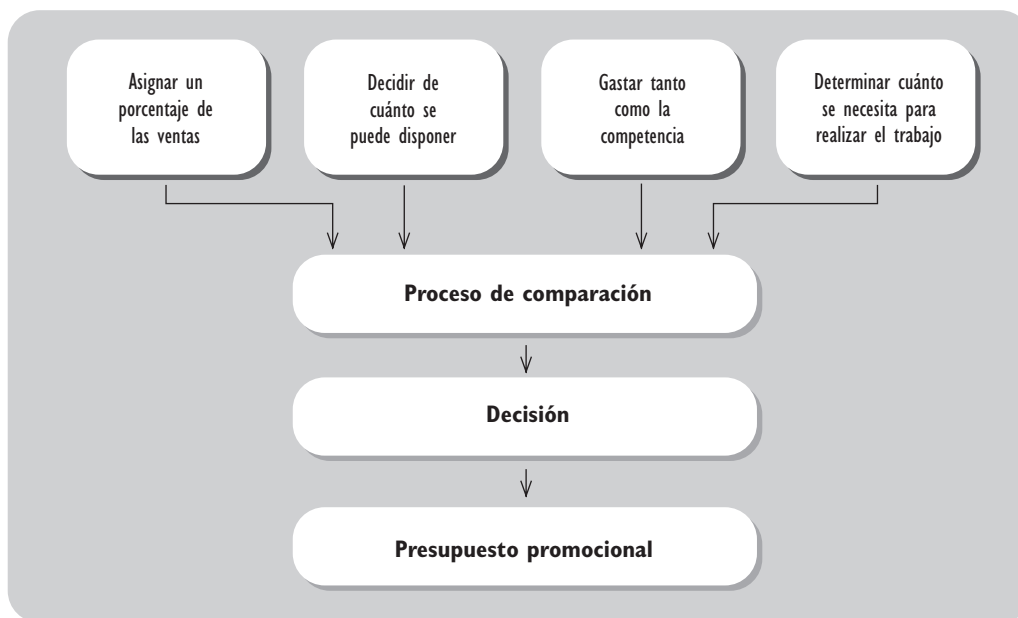 Asignar un
porcentaje de
las ventas
Decidir de
cuánto se
puede disponer
Gastar tanto
como la
competencia
Determinar cuánto
se necesita para
realizar el trabajo
Proceso de comparación
Decisión
Presupuesto promocional